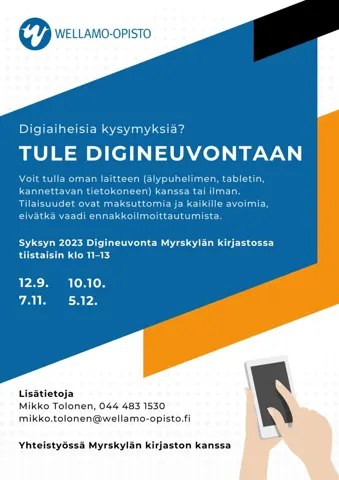 WELLAMO-OPISTO
Digiaiheisia kysymyksiä?
TULE DIGINEUVONTAAN
Voit tulla oman laitteen (älypuhelimen, tabletin,
kannettavan tietokoneen) kanssa tai ilman.
Tilaisuudet ovat maksuttomia ja kaikille avoimia,
eivätkä vaadi ennakkoilmoittautumista.
Syksyn 2023 Digineuvonta Myrskylän kirjastossa
tiistaisin klo 11–13
12.9. 10.10.
7.11. 5.12.
Lisätietoja
Mikko Tolonen, 044 483 1530
mikko.tolonen@wellamo-opisto.fi
Yhteistyössä Myrskylän kirjaston kanssa